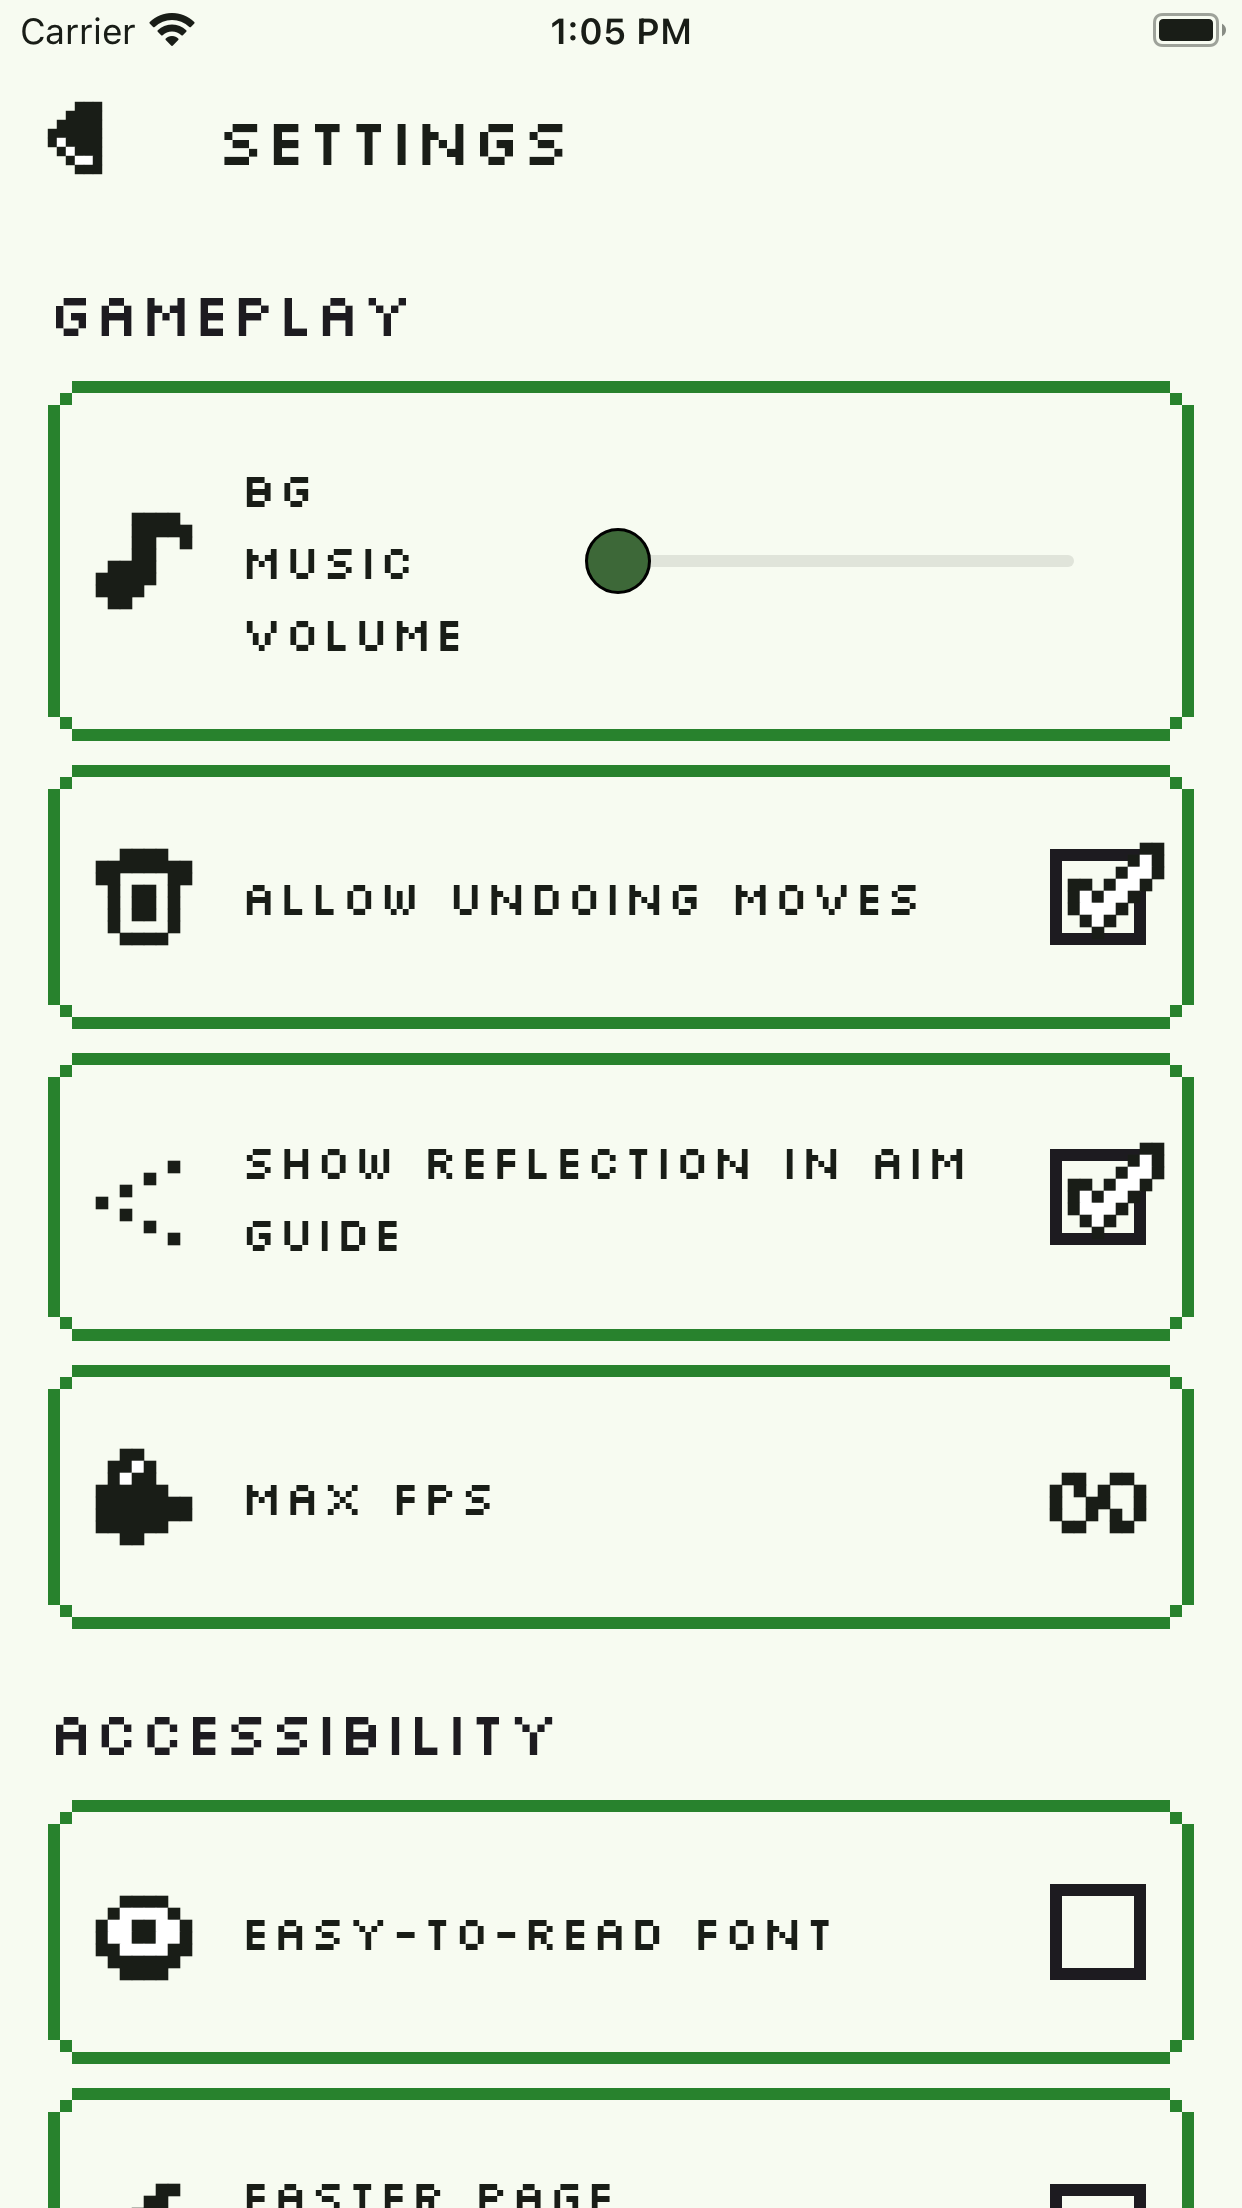 Carrier 1:05 PM
SETTINGS
GAMEPLAY
BG
MUSIC
VOLUME
ALLOW UNDOING MOVES
SHOW REFLECTION IN AIM
GUIDE
MAX FPS
ACCESSIBILITY
EASY-TO-READ FONT
FASTER PAGE